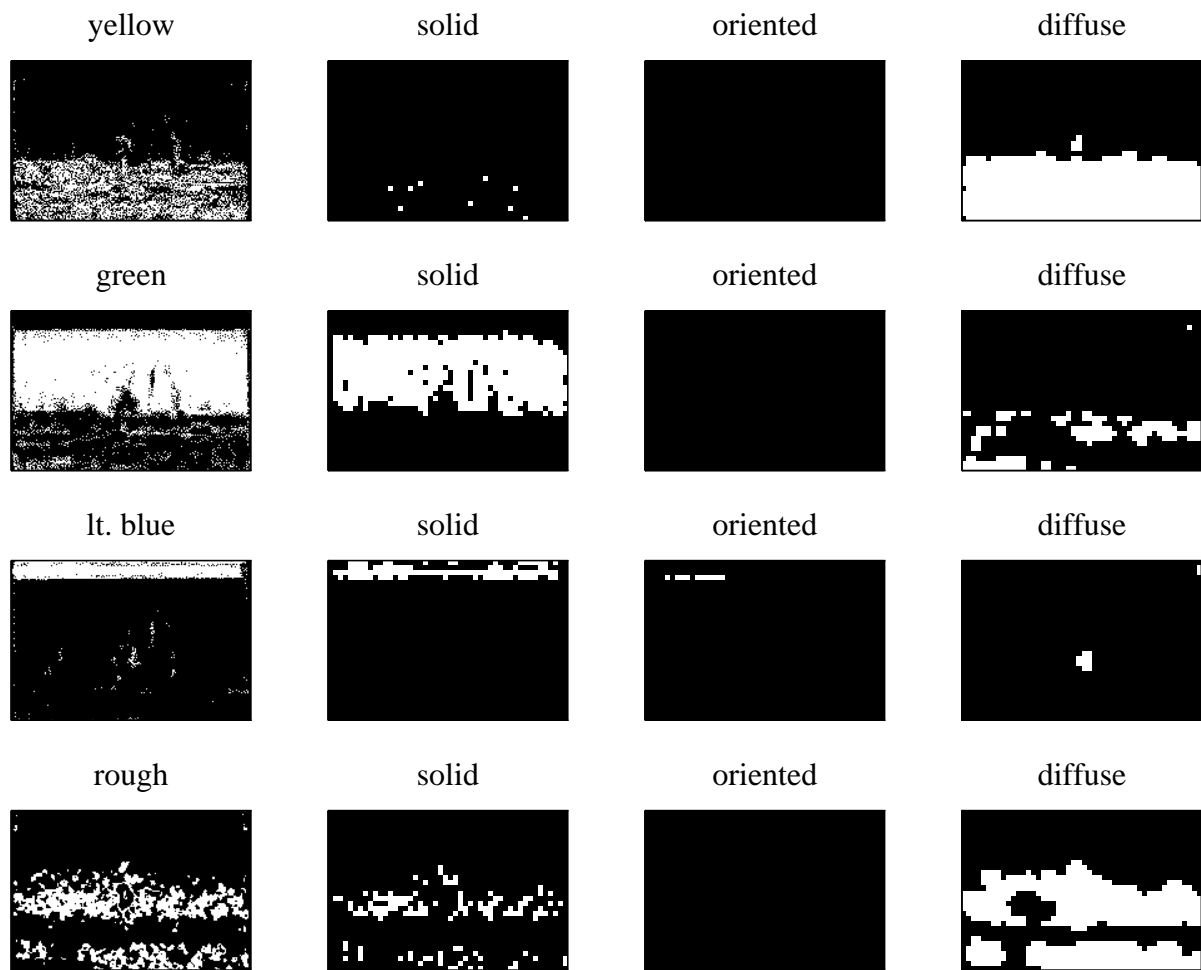 yellow solid oriented diffuse
green solid oriented diffuse
lt. blue solid oriented diffuse
rough solid oriented diffuse